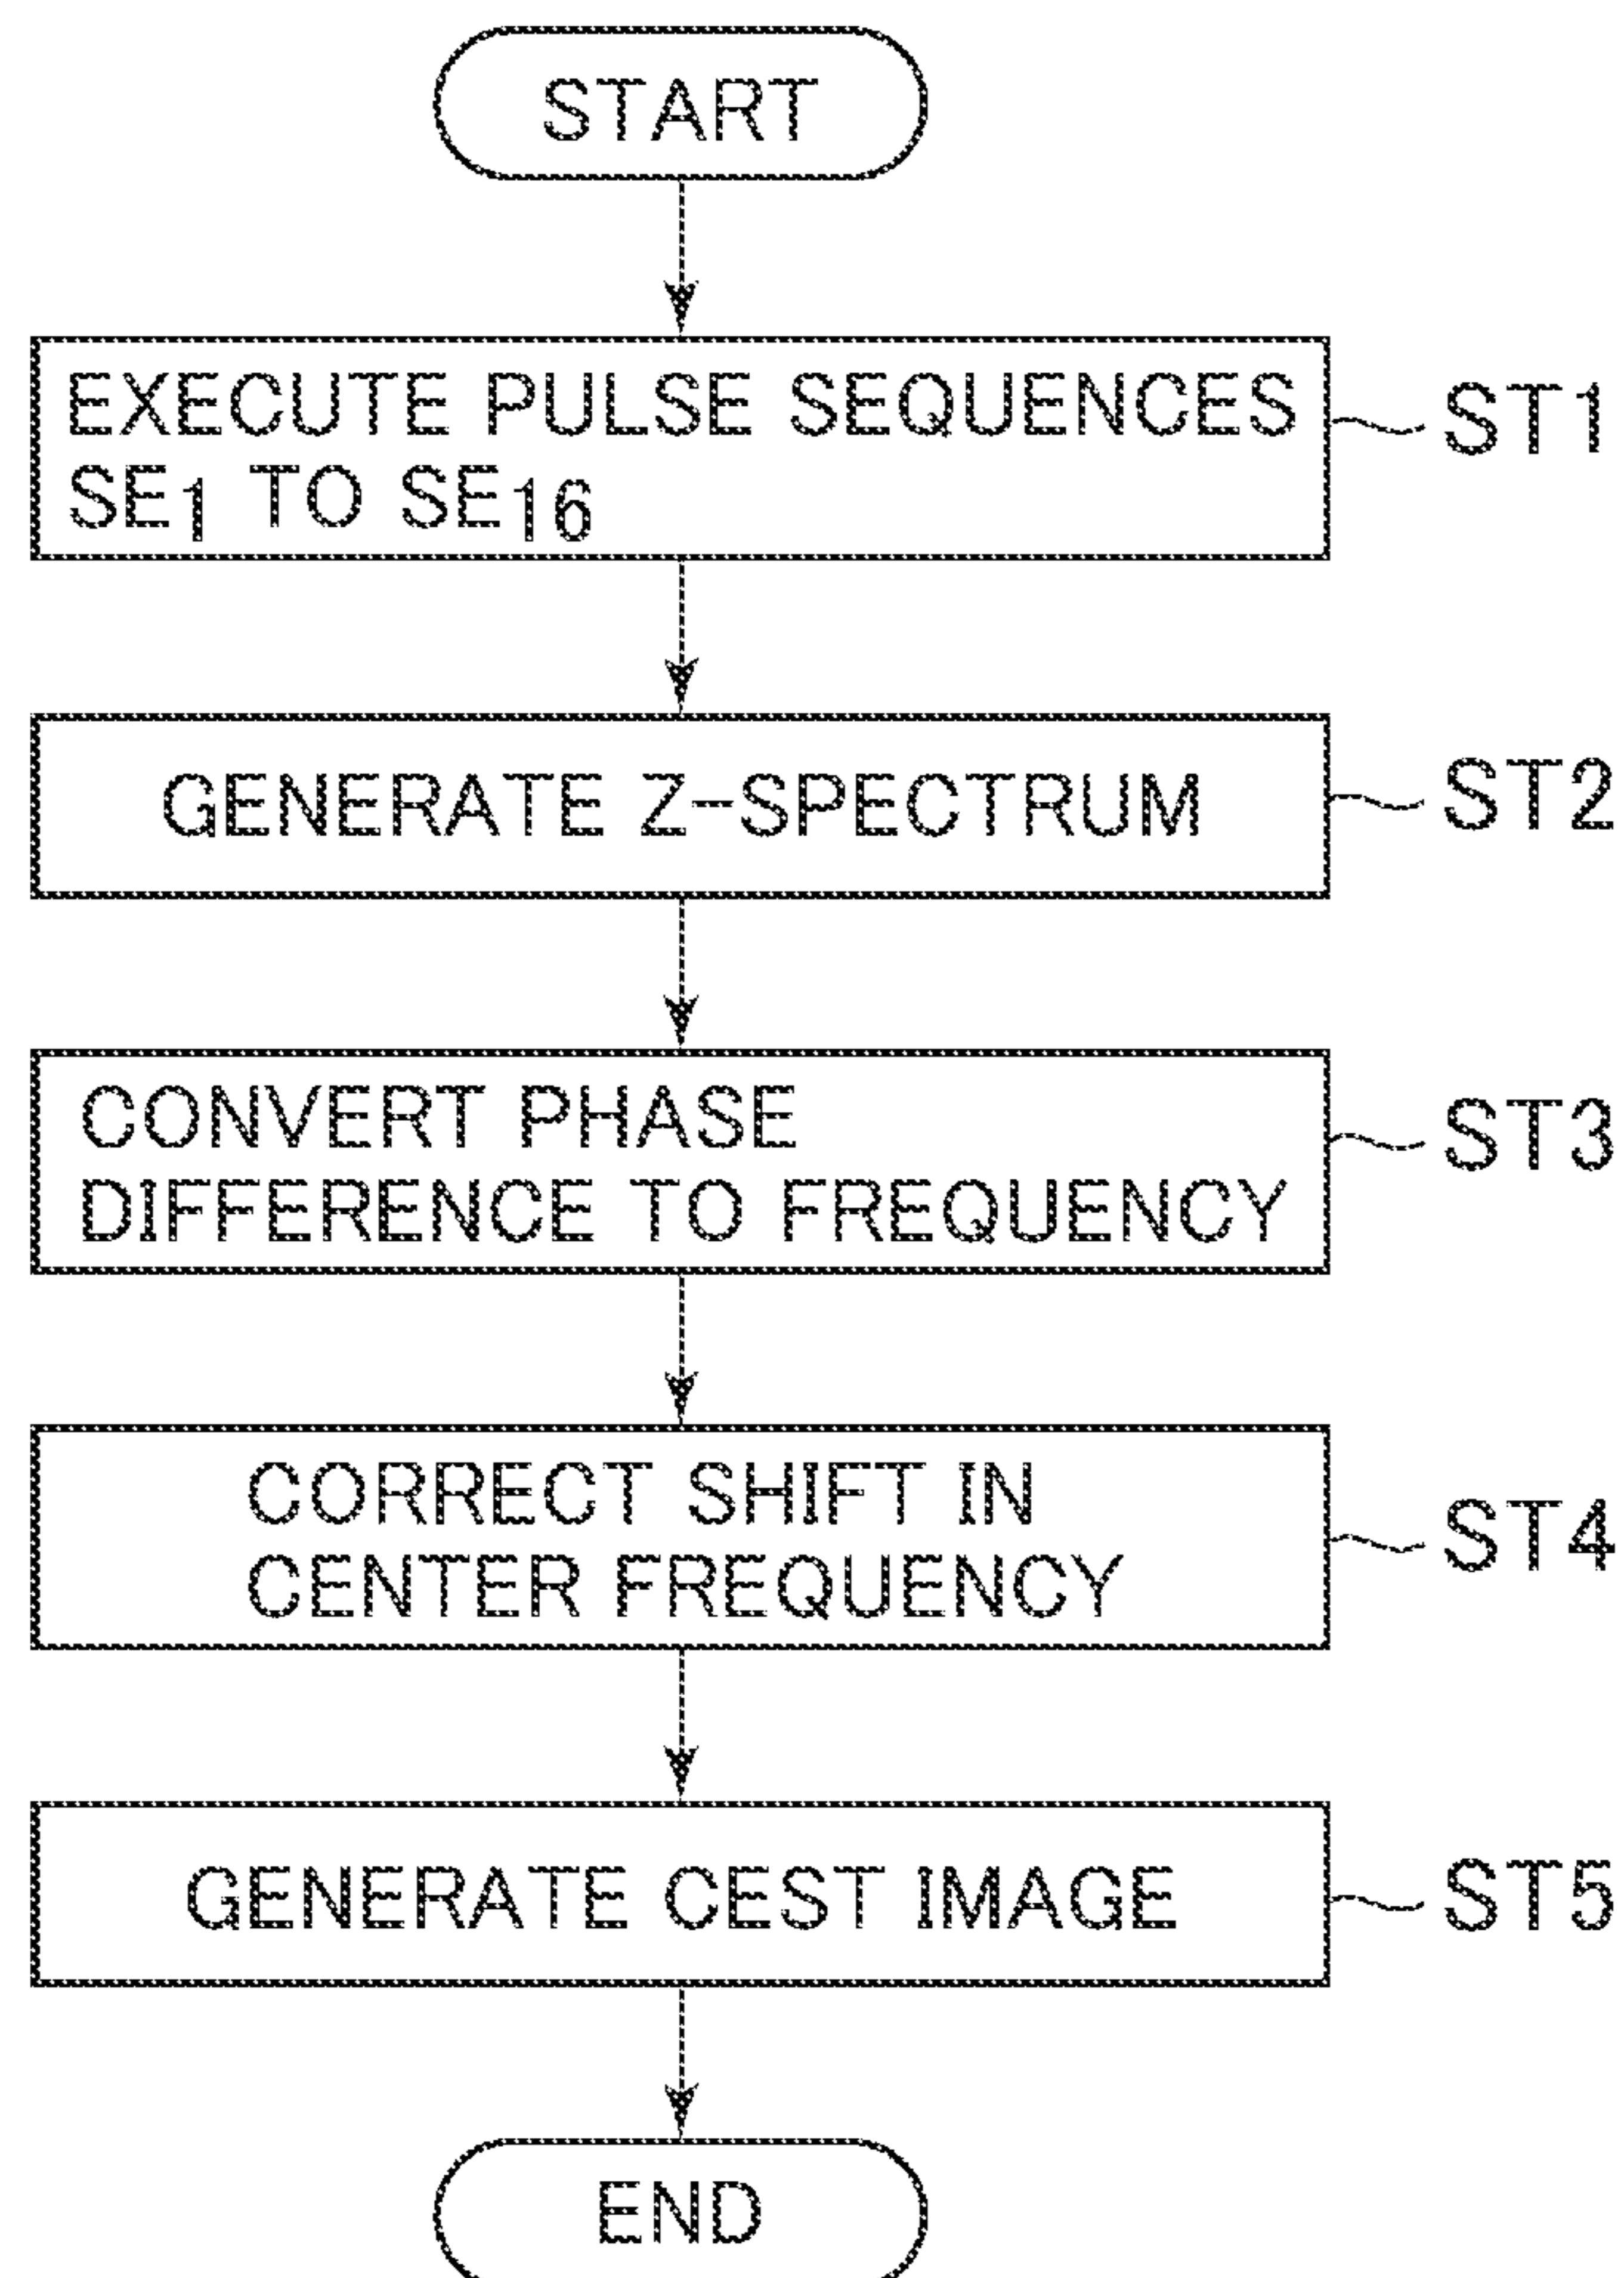 START
EXECUTE PULSE SEQUENCES
SE1 TO SE16
ST1
GENERATE Z-SPECTRUM
ST2
CONVERT PHASE
DIFFERENCE TO FREQUENCY
ST3
CORRECT SHIFT IN
CENTER FREQUENCY
ST4
GENERATE CEST IMAGE
ST5
END